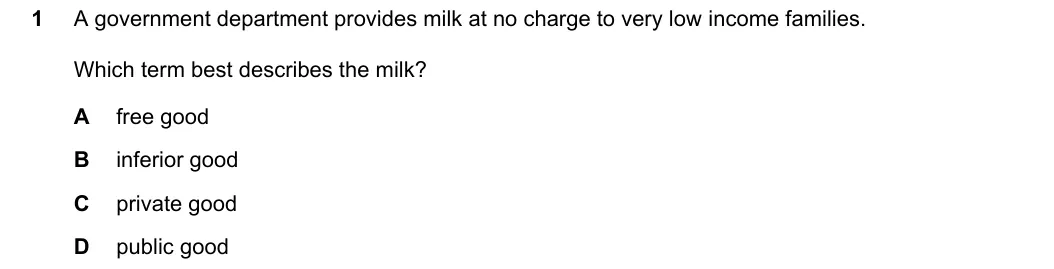 1 A government department provides milk at no charge to very low income families.
Which term best describes the milk?
A free good
B inferior good
C private good
D public good